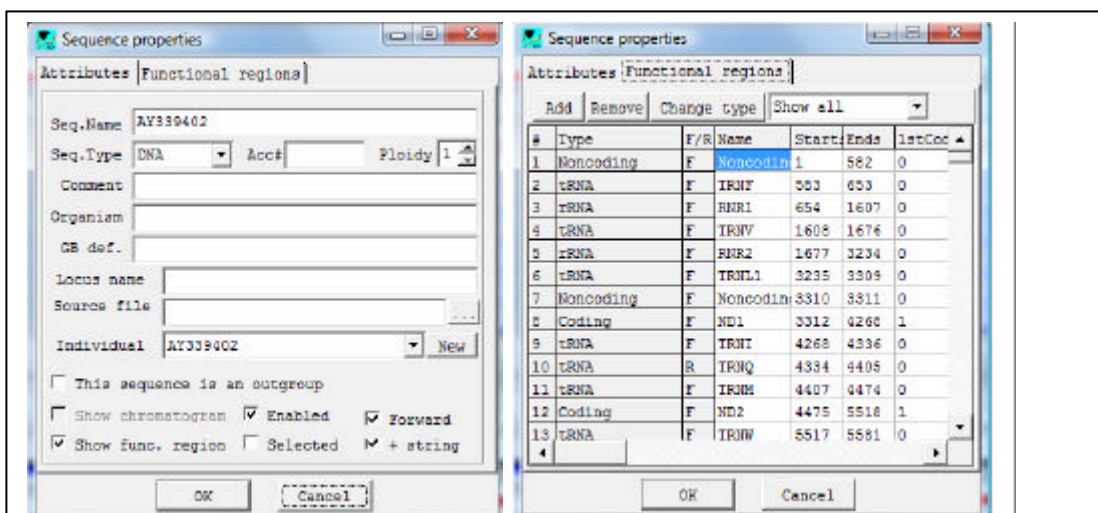 Sequence properties
Attributes Functional regions
Seq.Name AY339402
Seq.Type DNA Acc# Ploidy 1
Comment
Organism
GB def.
Locus name
Source file ...
Individual AY339402 New
This sequence is an outgroup
Show chromatogram Enabled Forward
Show func. region Selected + string
OK Cancel
Sequence properties
Attributes Functional regions
Add Remove Change type Show all
# Type F/R Name Starts Ends 1stCod
1 Noncoding F Noncodin 1 582 0
2 tRNA F TRNF 583 653 0
3 rRNA F RNR1 654 1607 0
4 tRNA F TRNV 1608 1676 0
5 rRNA F RNR2 1677 3234 0
6 tRNA F TRNL1 3235 3309 0
7 Noncoding F Noncodin 3310 3311 0
8 Coding F ND1 3312 4268 1
9 tRNA F TRNI 4268 4336 0
10 tRNA R TRNQ 4334 4405 0
11 tRNA F TRNM 4407 4474 0
12 Coding F ND2 4475 5518 1
13 tRNA F TRNW 5517 5581 0
OK Cancel